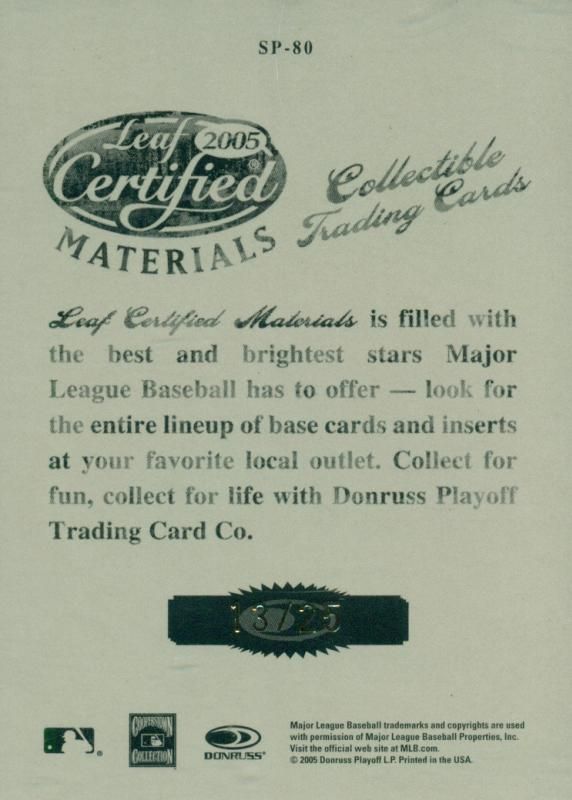 SP-80
Leaf 2005
Certified®
MATERIALS
Collectible
Trading Cards
Leaf Certified Materials is filled with
the best and brightest stars Major
League Baseball has to offer — look for
the entire lineup of base cards and inserts
at your favorite local outlet. Collect for
fun, collect for life with Donruss Playoff
Trading Card Co.
13/25
COOPERSTOWN
COLLECTION
DONRUSS
Major League Baseball trademarks and copyrights are used
with permission of Major League Baseball Properties, Inc.
Visit the official web site at MLB.com.
© 2005 Donruss Playoff L.P. Printed in the USA.